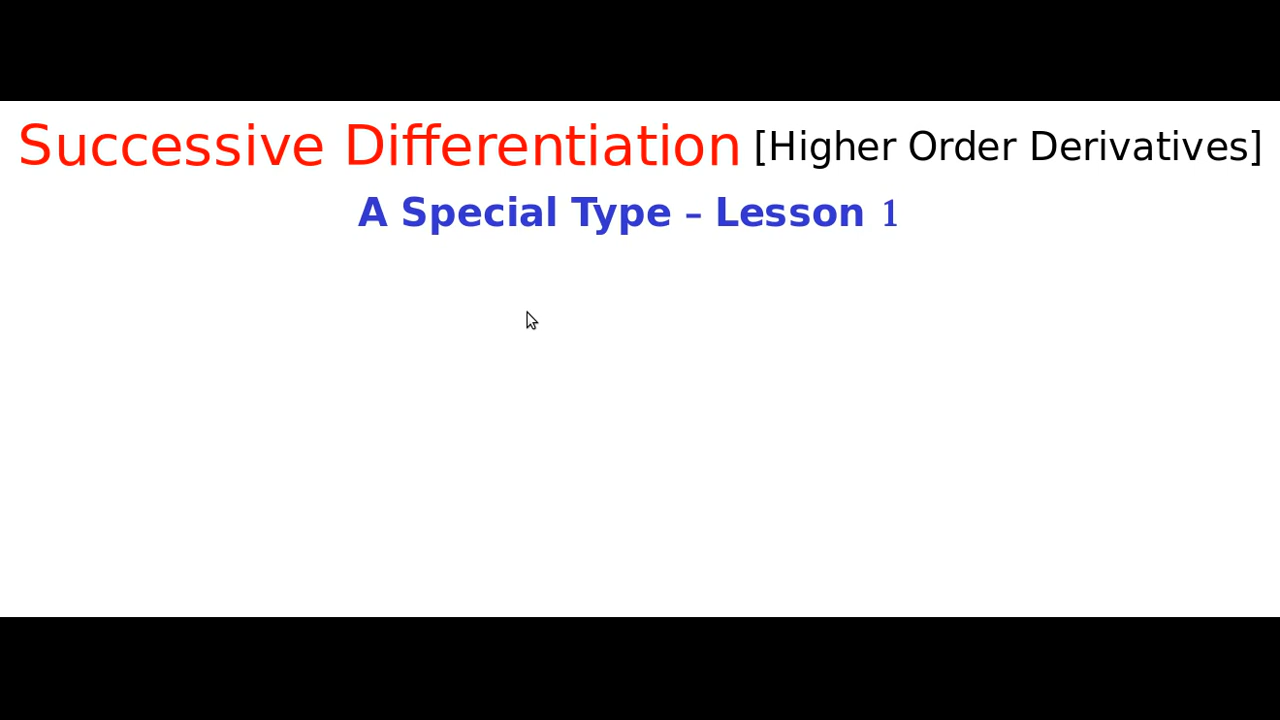 Successive Differentiation [Higher Order Derivatives]
A Special Type – Lesson 1